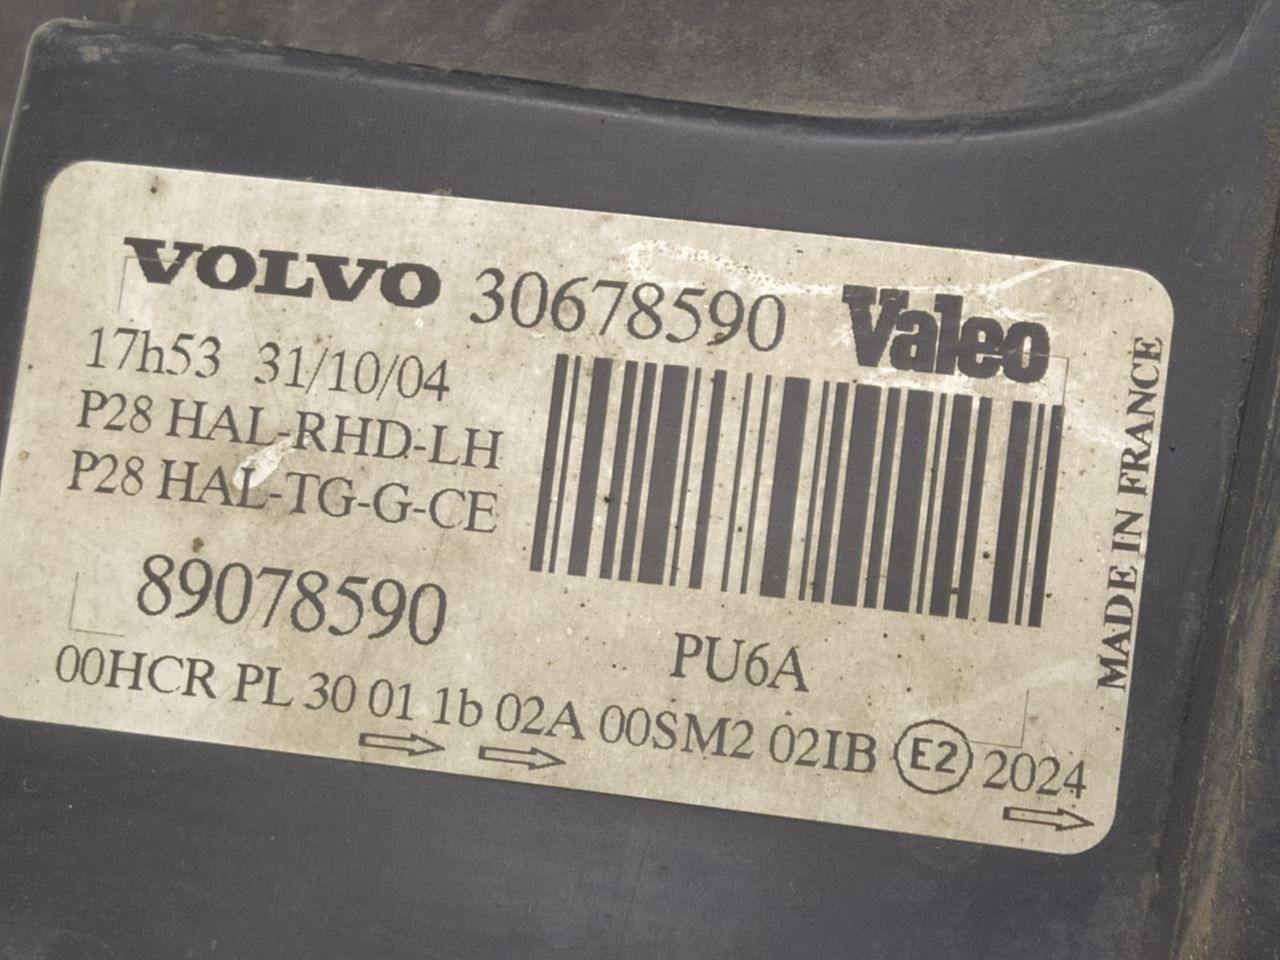 VOLVO 30678590 Valeo
17h53 31/10/04
P28 HAL-RHD-LH
P28 HAL-TG-G-CE
89078590
PU6A
00HCR PL 30 01 1b 02A 00SM2 02IB E2 2024
MADE IN FRANCE